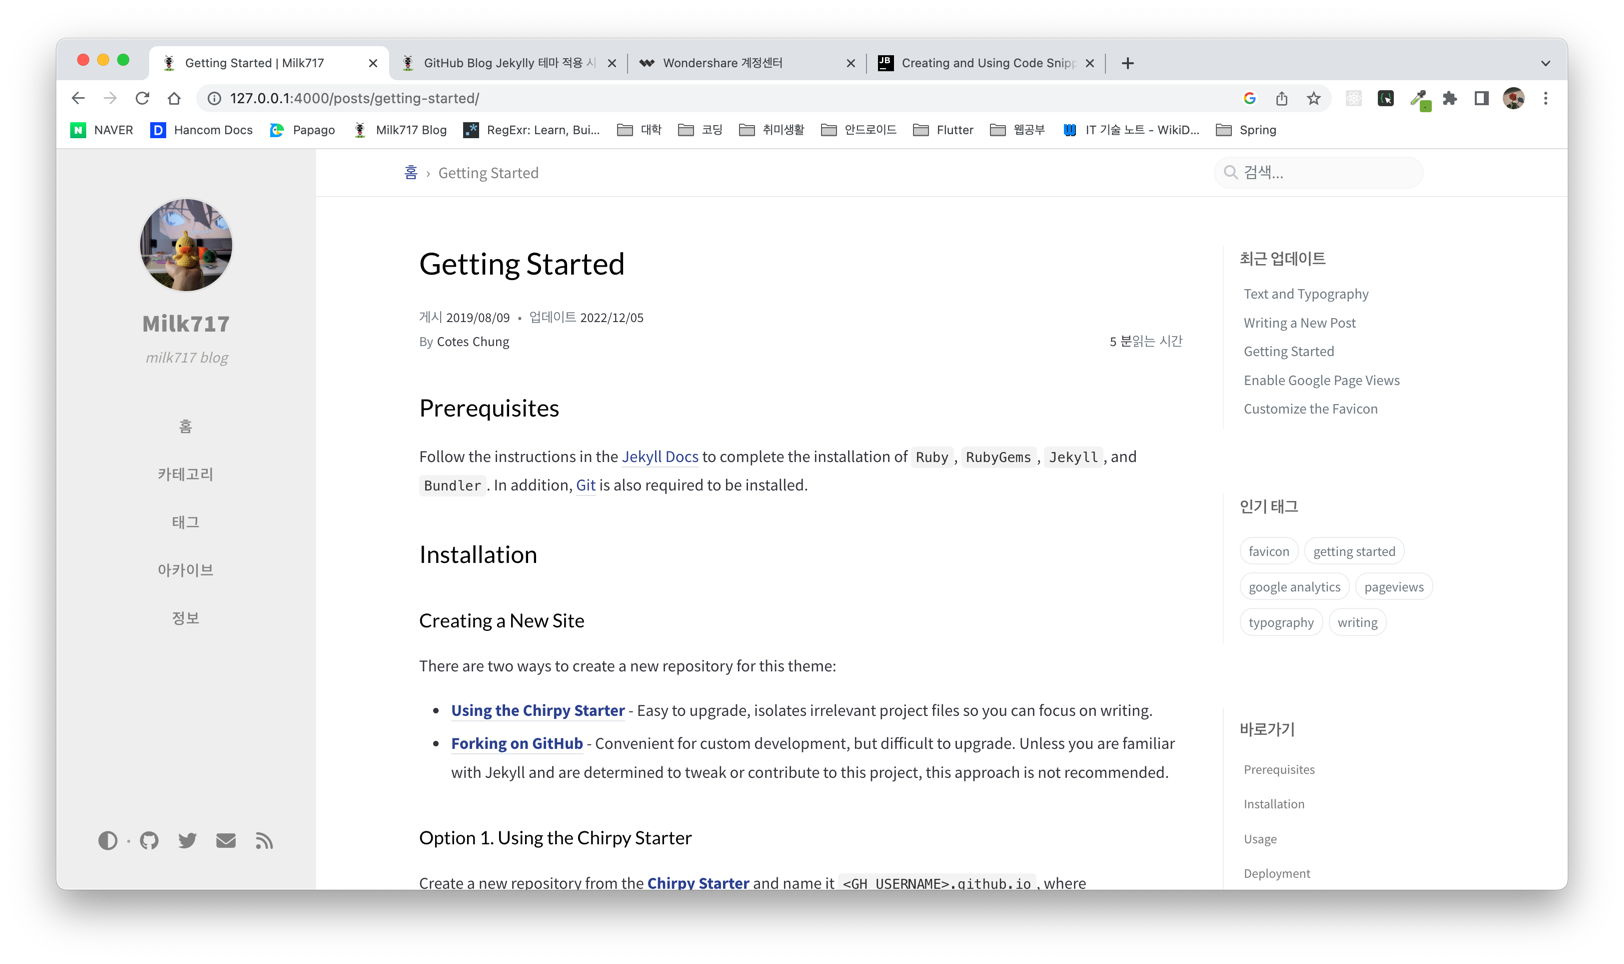 Getting Started | Milk717
GitHub Blog Jekylly 테마 적용 시
Wondershare 계정센터
Creating and Using Code Snipp
127.0.0.1:4000/posts/getting-started/
NAVER
Hancom Docs
Papago
Milk717 Blog
RegExr: Learn, Bui...
대학
코딩
취미생활
안드로이드
Flutter
웹공부
IT 기술 노트 - WikiD...
Spring
Milk717
milk717 blog
홈
카테고리
태그
아카이브
정보
홈 › Getting Started
검색...
Getting Started
게시 2019/08/09 • 업데이트 2022/12/05
By Cotes Chung
5 분읽는 시간
Prerequisites
Follow the instructions in the Jekyll Docs to complete the installation of Ruby, RubyGems, Jekyll, and
Bundler. In addition, Git is also required to be installed.
Installation
Creating a New Site
There are two ways to create a new repository for this theme:
• Using the Chirpy Starter - Easy to upgrade, isolates irrelevant project files so you can focus on writing.
• Forking on GitHub - Convenient for custom development, but difficult to upgrade. Unless you are familiar
with Jekyll and are determined to tweak or contribute to this project, this approach is not recommended.
Option 1. Using the Chirpy Starter
Create a new repository from the Chirpy Starter and name it <GH_USERNAME>.github.io, where
최근 업데이트
Text and Typography
Writing a New Post
Getting Started
Enable Google Page Views
Customize the Favicon
인기 태그
favicon
getting started
google analytics
pageviews
typography
writing
바로가기
Prerequisites
Installation
Usage
Deployment